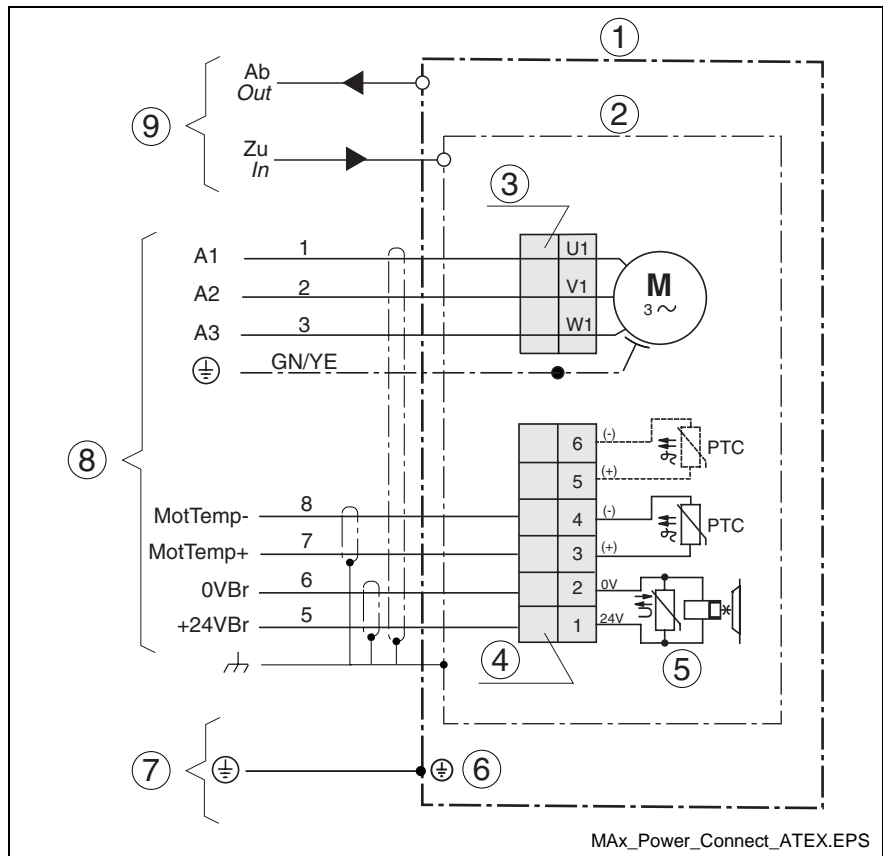 1
Ab
Out
2
9
Zu
In
3
A1 1 U1
A2 2 V1 M
3 ~
A3 3 W1
GN/YE
6 (-) PTC
8
5 (+)
MotTemp- 8 4 (-) PTC
MotTemp+ 7 3 (+)
0VBr 6 2 0V
+24VBr 5 1 24V
4
5
7
6
MAx_Power_Connect_ATEX.EPS